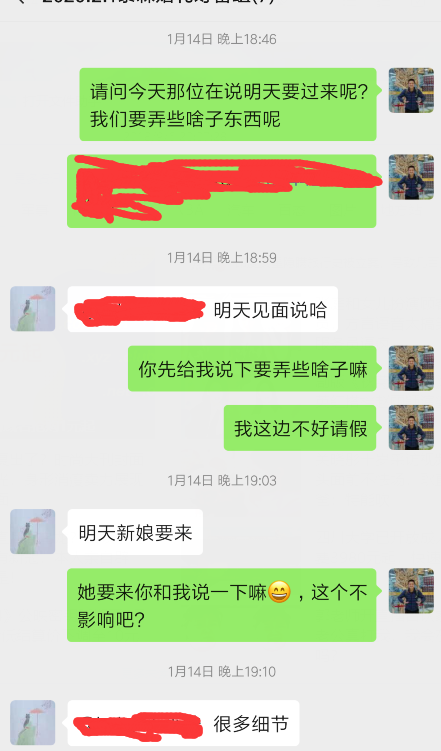 1月14日 晚上18:46
请问今天那位在说明天要过来呢?
我们要弄些啥子东西呢
1月14日 晚上18:59
明天见面说哈
你先给我说下要弄些啥子嘛
我这边不好请假
1月14日 晚上19:03
明天新娘要来
她要来你和我说一下嘛😄，这个不
影响吧?
1月14日 晚上19:10
很多细节